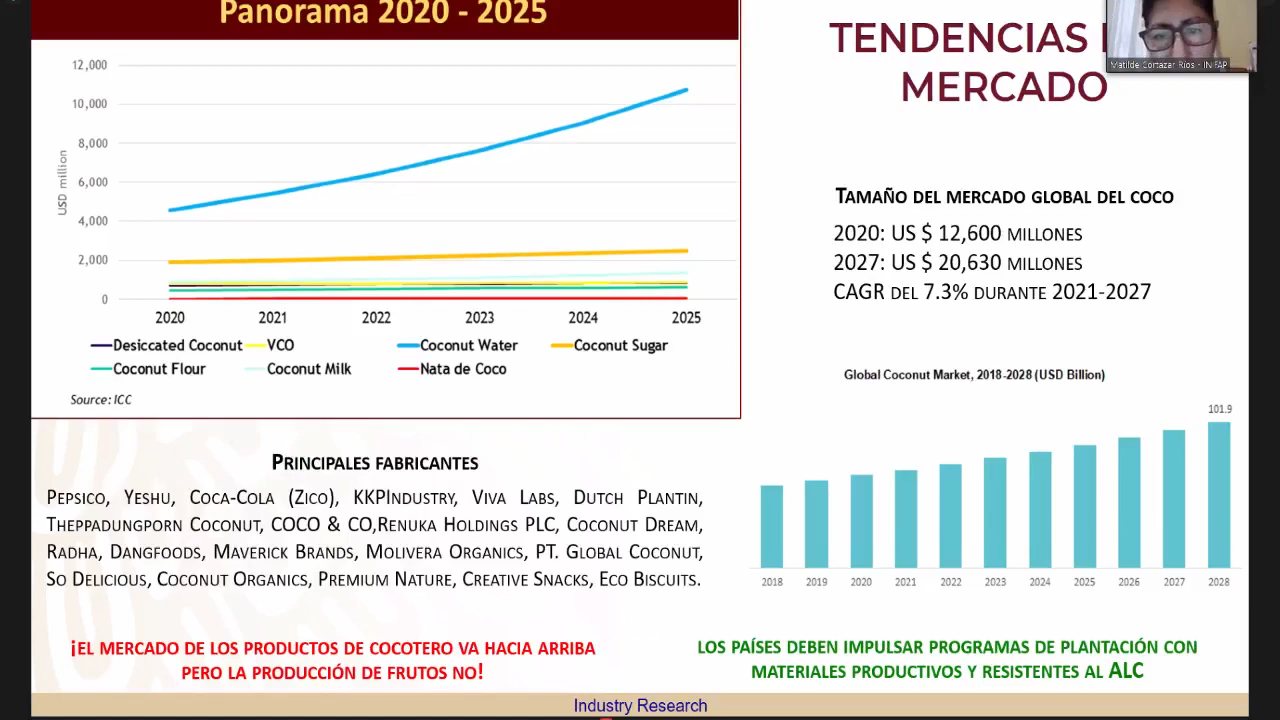 Panorama 2020 - 2025
12,000
10,000
8,000
6,000
4,000
2,000
0
USD million
2020 2021 2022 2023 2024 2025
Desiccated Coconut VCO Coconut Water Coconut Sugar
Coconut Flour Coconut Milk Nata de Coco
Source: ICC
TENDENCIAS
MERCADO
Matilde Cortazar Rios - INIFAP
TAMAÑO DEL MERCADO GLOBAL DEL COCO
2020: US $ 12,600 MILLONES
2027: US $ 20,630 MILLONES
CAGR DEL 7.3% DURANTE 2021-2027
Global Coconut Market, 2018-2028 (USD Billion)
101.9
2018 2019 2020 2021 2022 2023 2024 2025 2026 2027 2028
PRINCIPALES FABRICANTES
PEPSICO, YESHU, COCA-COLA (ZICO), KKPINDUSTRY, VIVA LABS, DUTCH PLANTIN,
THEPPADUNGPORN COCONUT, COCO & CO,RENUKA HOLDINGS PLC, COCONUT DREAM,
RADHA, DANGFOODS, MAVERICK BRANDS, MOLIVERA ORGANICS, PT. GLOBAL COCONUT,
SO DELICIOUS, COCONUT ORGANICS, PREMIUM NATURE, CREATIVE SNACKS, ECO BISCUITS.
¡EL MERCADO DE LOS PRODUCTOS DE COCOTERO VA HACIA ARRIBA
PERO LA PRODUCCIÓN DE FRUTOS NO!
LOS PAÍSES DEBEN IMPULSAR PROGRAMAS DE PLANTACIÓN CON
MATERIALES PRODUCTIVOS Y RESISTENTES AL ALC
Industry Research